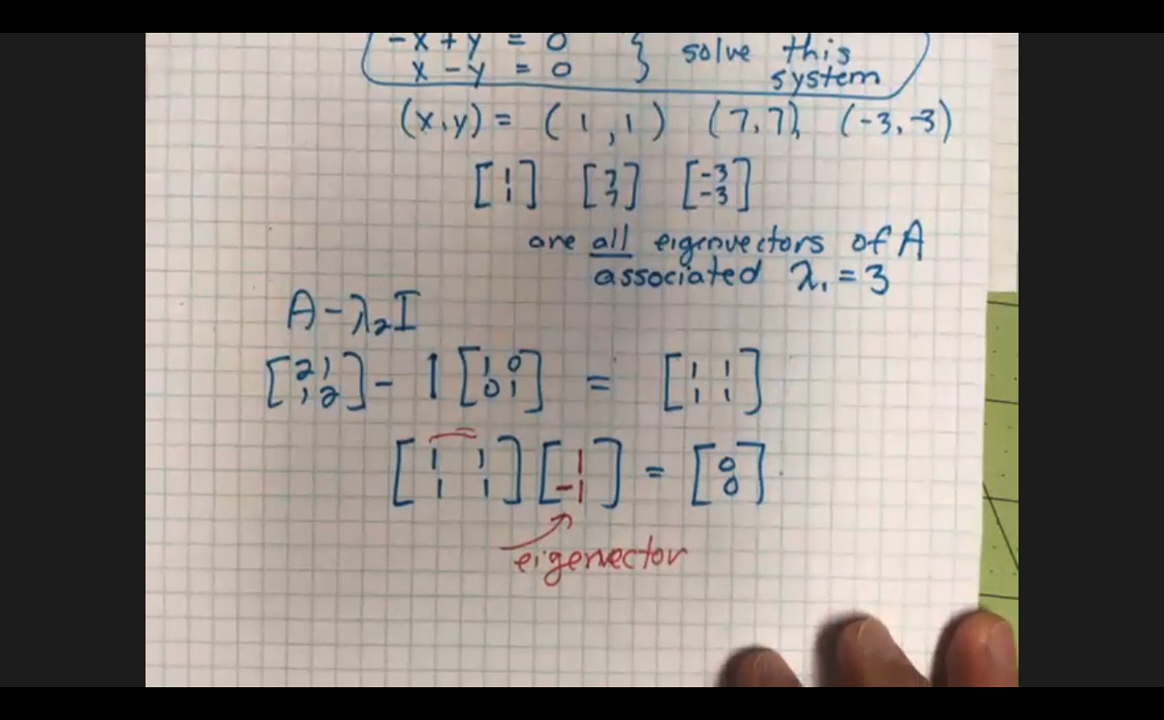 -x + y = 0 } solve this
x - y = 0 system
(x,y) = (1,1) (7,7), (-3,-3)
[1 1] [7 7] [-3 -3]
are all eigenvectors of A
associated λ₁ = 3
A - λ₂I
[2 1 1 2] - 1 [1 0 0 1] = [1 1 1 1]
[1 1 1 1] [1 -1] = [0 0]
eigenvector